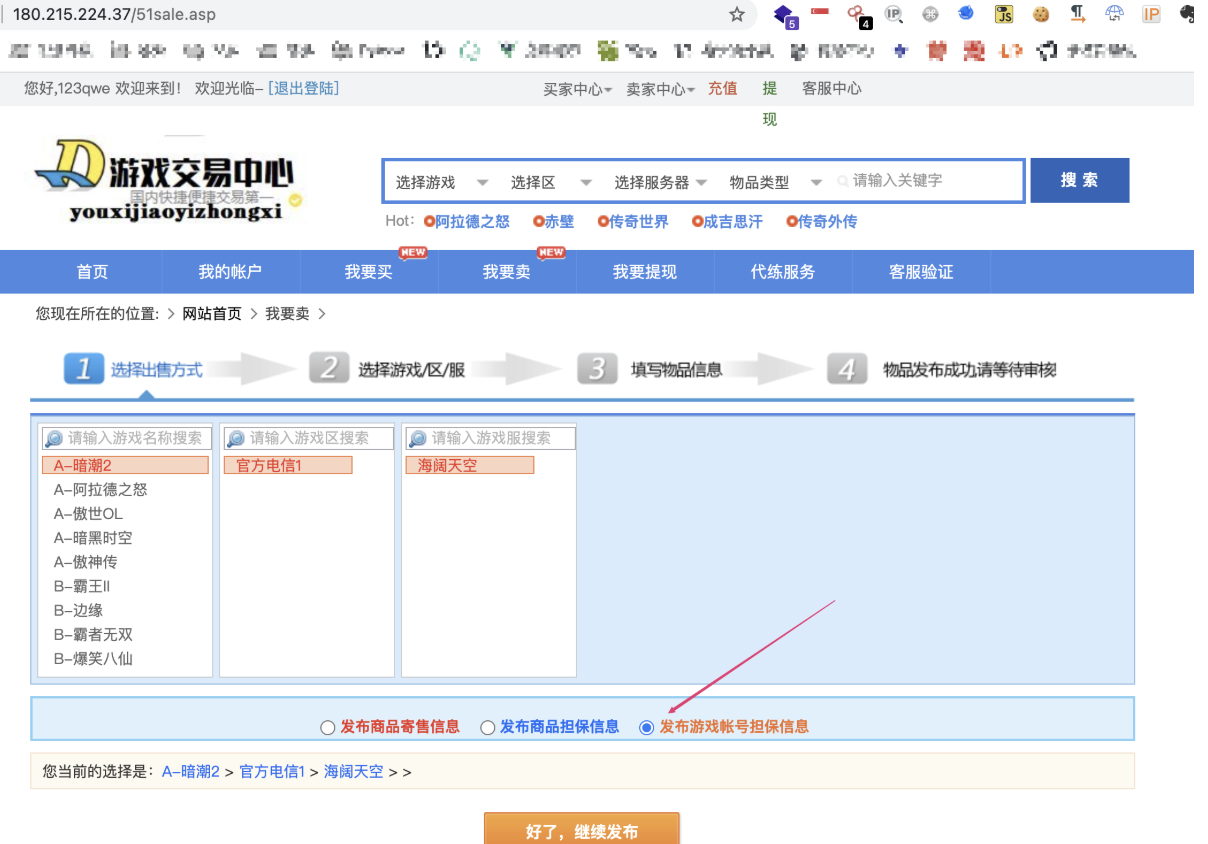 180.215.224.37/51sale.asp
5 4 IP JS IP
您好,123qwe 欢迎来到! 欢迎光临- [退出登陆] 买家中心 卖家中心 充值 提现 客服中心
游戏交易中心
国内快捷便捷交易第一
youxijiaoyizhongxi
选择游戏 选择区 选择服务器 物品类型 请输入关键字 搜 索
Hot: 阿拉德之怒 赤壁 传奇世界 成吉思汗 传奇外传
NEW NEW
首页 我的帐户 我要买 我要卖 我要提现 代练服务 客服验证
您现在所在的位置: > 网站首页 > 我要卖 >
1 选择出售方式 2 选择游戏/区/服 3 填写物品信息 4 物品发布成功,请等待审核!
请输入游戏名称搜索 请输入游戏区搜索 请输入游戏服搜索
A-暗潮2 官方电信1 海阔天空
A-阿拉德之怒
A-傲世OL
A-暗黑时空
A-傲神传
B-霸王II
B-边缘
B-霸者无双
B-爆笑八仙
发布商品寄售信息 发布商品担保信息 发布游戏帐号担保信息
您当前的选择是: A-暗潮2 > 官方电信1 > 海阔天空 > >
好了，继续发布